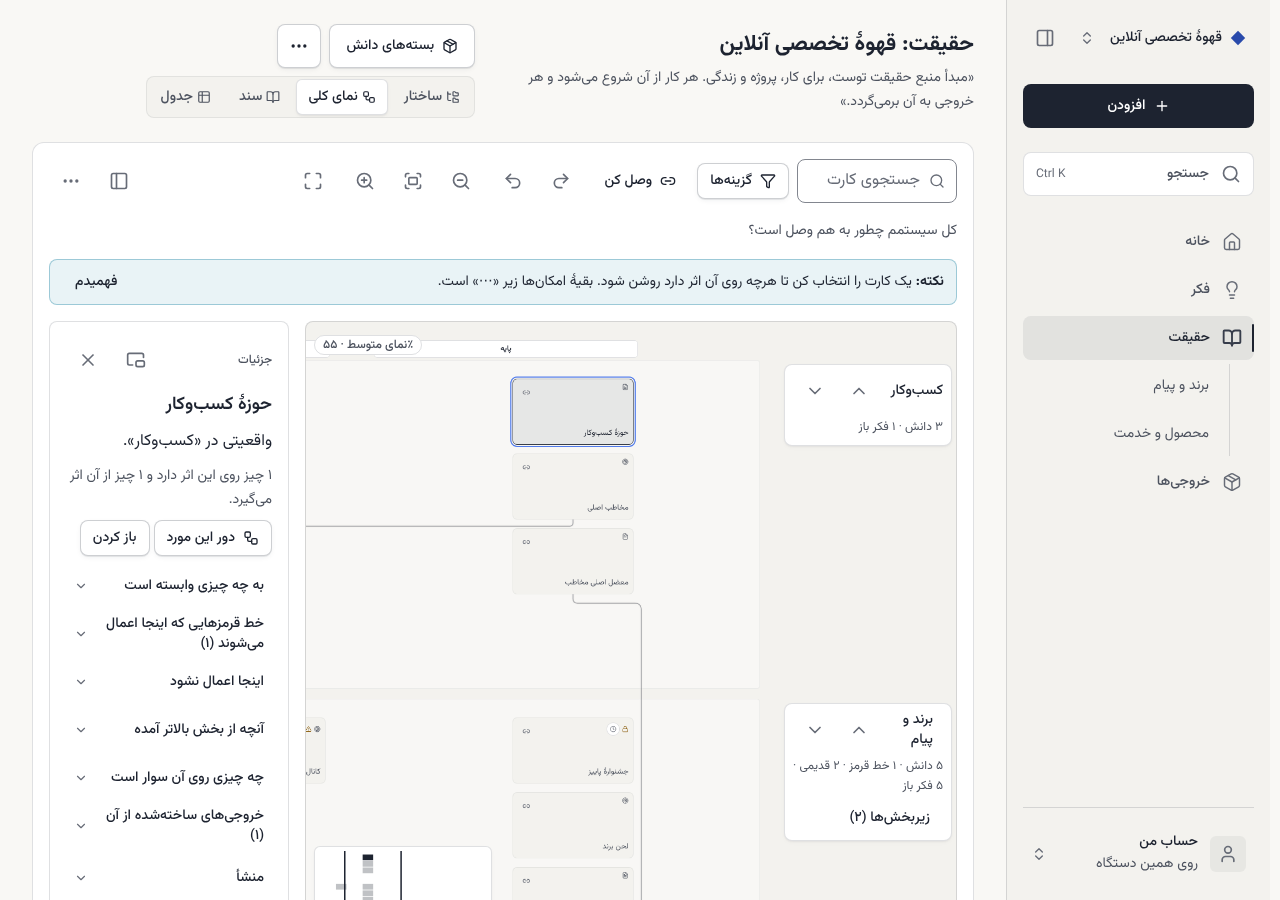 قهوهٔ تخصصی آنلاین
افزودن
جستجو
Ctrl K
خانه
فکر
حقیقت
برند و پیام
محصول و خدمت
خروجی‌ها
حساب من
روی همین دستگاه
حقیقت: قهوهٔ تخصصی آنلاین
«مبدأ منبع حقیقت توست، برای کار، پروژه و زندگی. هر کار از آن شروع می‌شود و هر
خروجی به آن برمی‌گردد.»
بسته‌های دانش
ساختار
نمای کلی
سند
جدول
جستجوی کارت
گزینه‌ها
وصل کن
کل سیستمم چطور به هم وصل است؟
نکته: یک کارت را انتخاب کن تا هرچه روی آن اثر دارد روشن شود. بقیهٔ امکان‌ها زیر «⋯» است.
فهمیدم
نمای متوسط · ۵۵٪
پایه
کسب‌وکار
۳ دانش · ۱ فکر باز
حوزهٔ کسب‌وکار
مخاطب اصلی
معضل اصلی مخاطب
برند و
پیام
۵ دانش · ۱ خط قرمز · ۲ قدیمی ·
۵ فکر باز
زیربخش‌ها (۲)
جشنوارهٔ پاییز
کانال
لحن برند
جزئیات
حوزهٔ کسب‌وکار
واقعیتی در «کسب‌وکار».
۱ چیز روی این اثر دارد و ۱ چیز از آن اثر
می‌گیرد.
دور این مورد
باز کردن
به چه چیزی وابسته است
خط قرمزهایی که اینجا اعمال
می‌شوند (۱)
اینجا اعمال نشود
آنچه از بخش بالاتر آمده
چه چیزی روی آن سوار است
خروجی‌های ساخته‌شده از آن
(۱)
منشأ